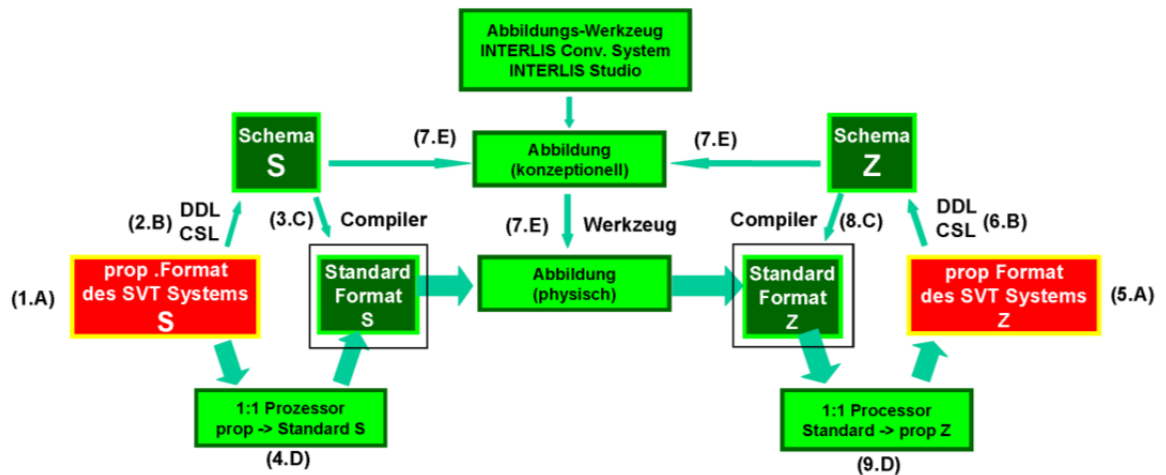 Abbildungs-Werkzeug
INTERLIS Conv. System
INTERLIS Studio
Schema
S
(7.E)
Abbildung
(konzeptionell)
(7.E)
Schema
Z
(2.B)
DDL
CSL
(3.C)
Compiler
(7.E)
Werkzeug
Compiler
(8.C)
DDL
CSL
(6.B)
(1.A)
prop .Format
des SVT Systems
S
Standard
Format
S
Abbildung
(physisch)
Standard
Format
Z
prop Format
des SVT Systems
Z
(5.A)
1:1 Prozessor
prop -> Standard S
(4.D)
1:1 Processor
Standard -> prop Z
(9.D)